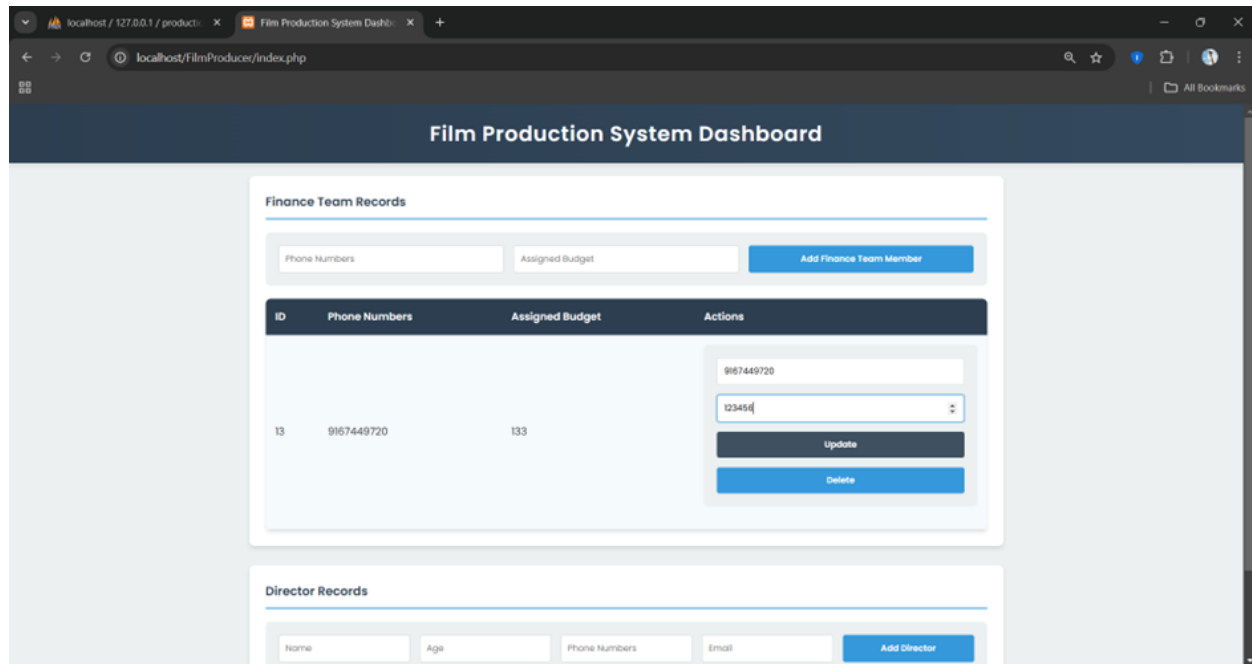 localhost / 127.0.0.1 / producti
Film Production System Dashb
localhost/FilmProducer/index.php
All Bookmarks
Film Production System Dashboard
Finance Team Records
Phone Numbers Assigned Budget Add Finance Team Member
ID Phone Numbers Assigned Budget Actions
9167449720
123456
13 9167449720 133
Update
Delete
Director Records
Name Age Phone Numbers Email Add Director